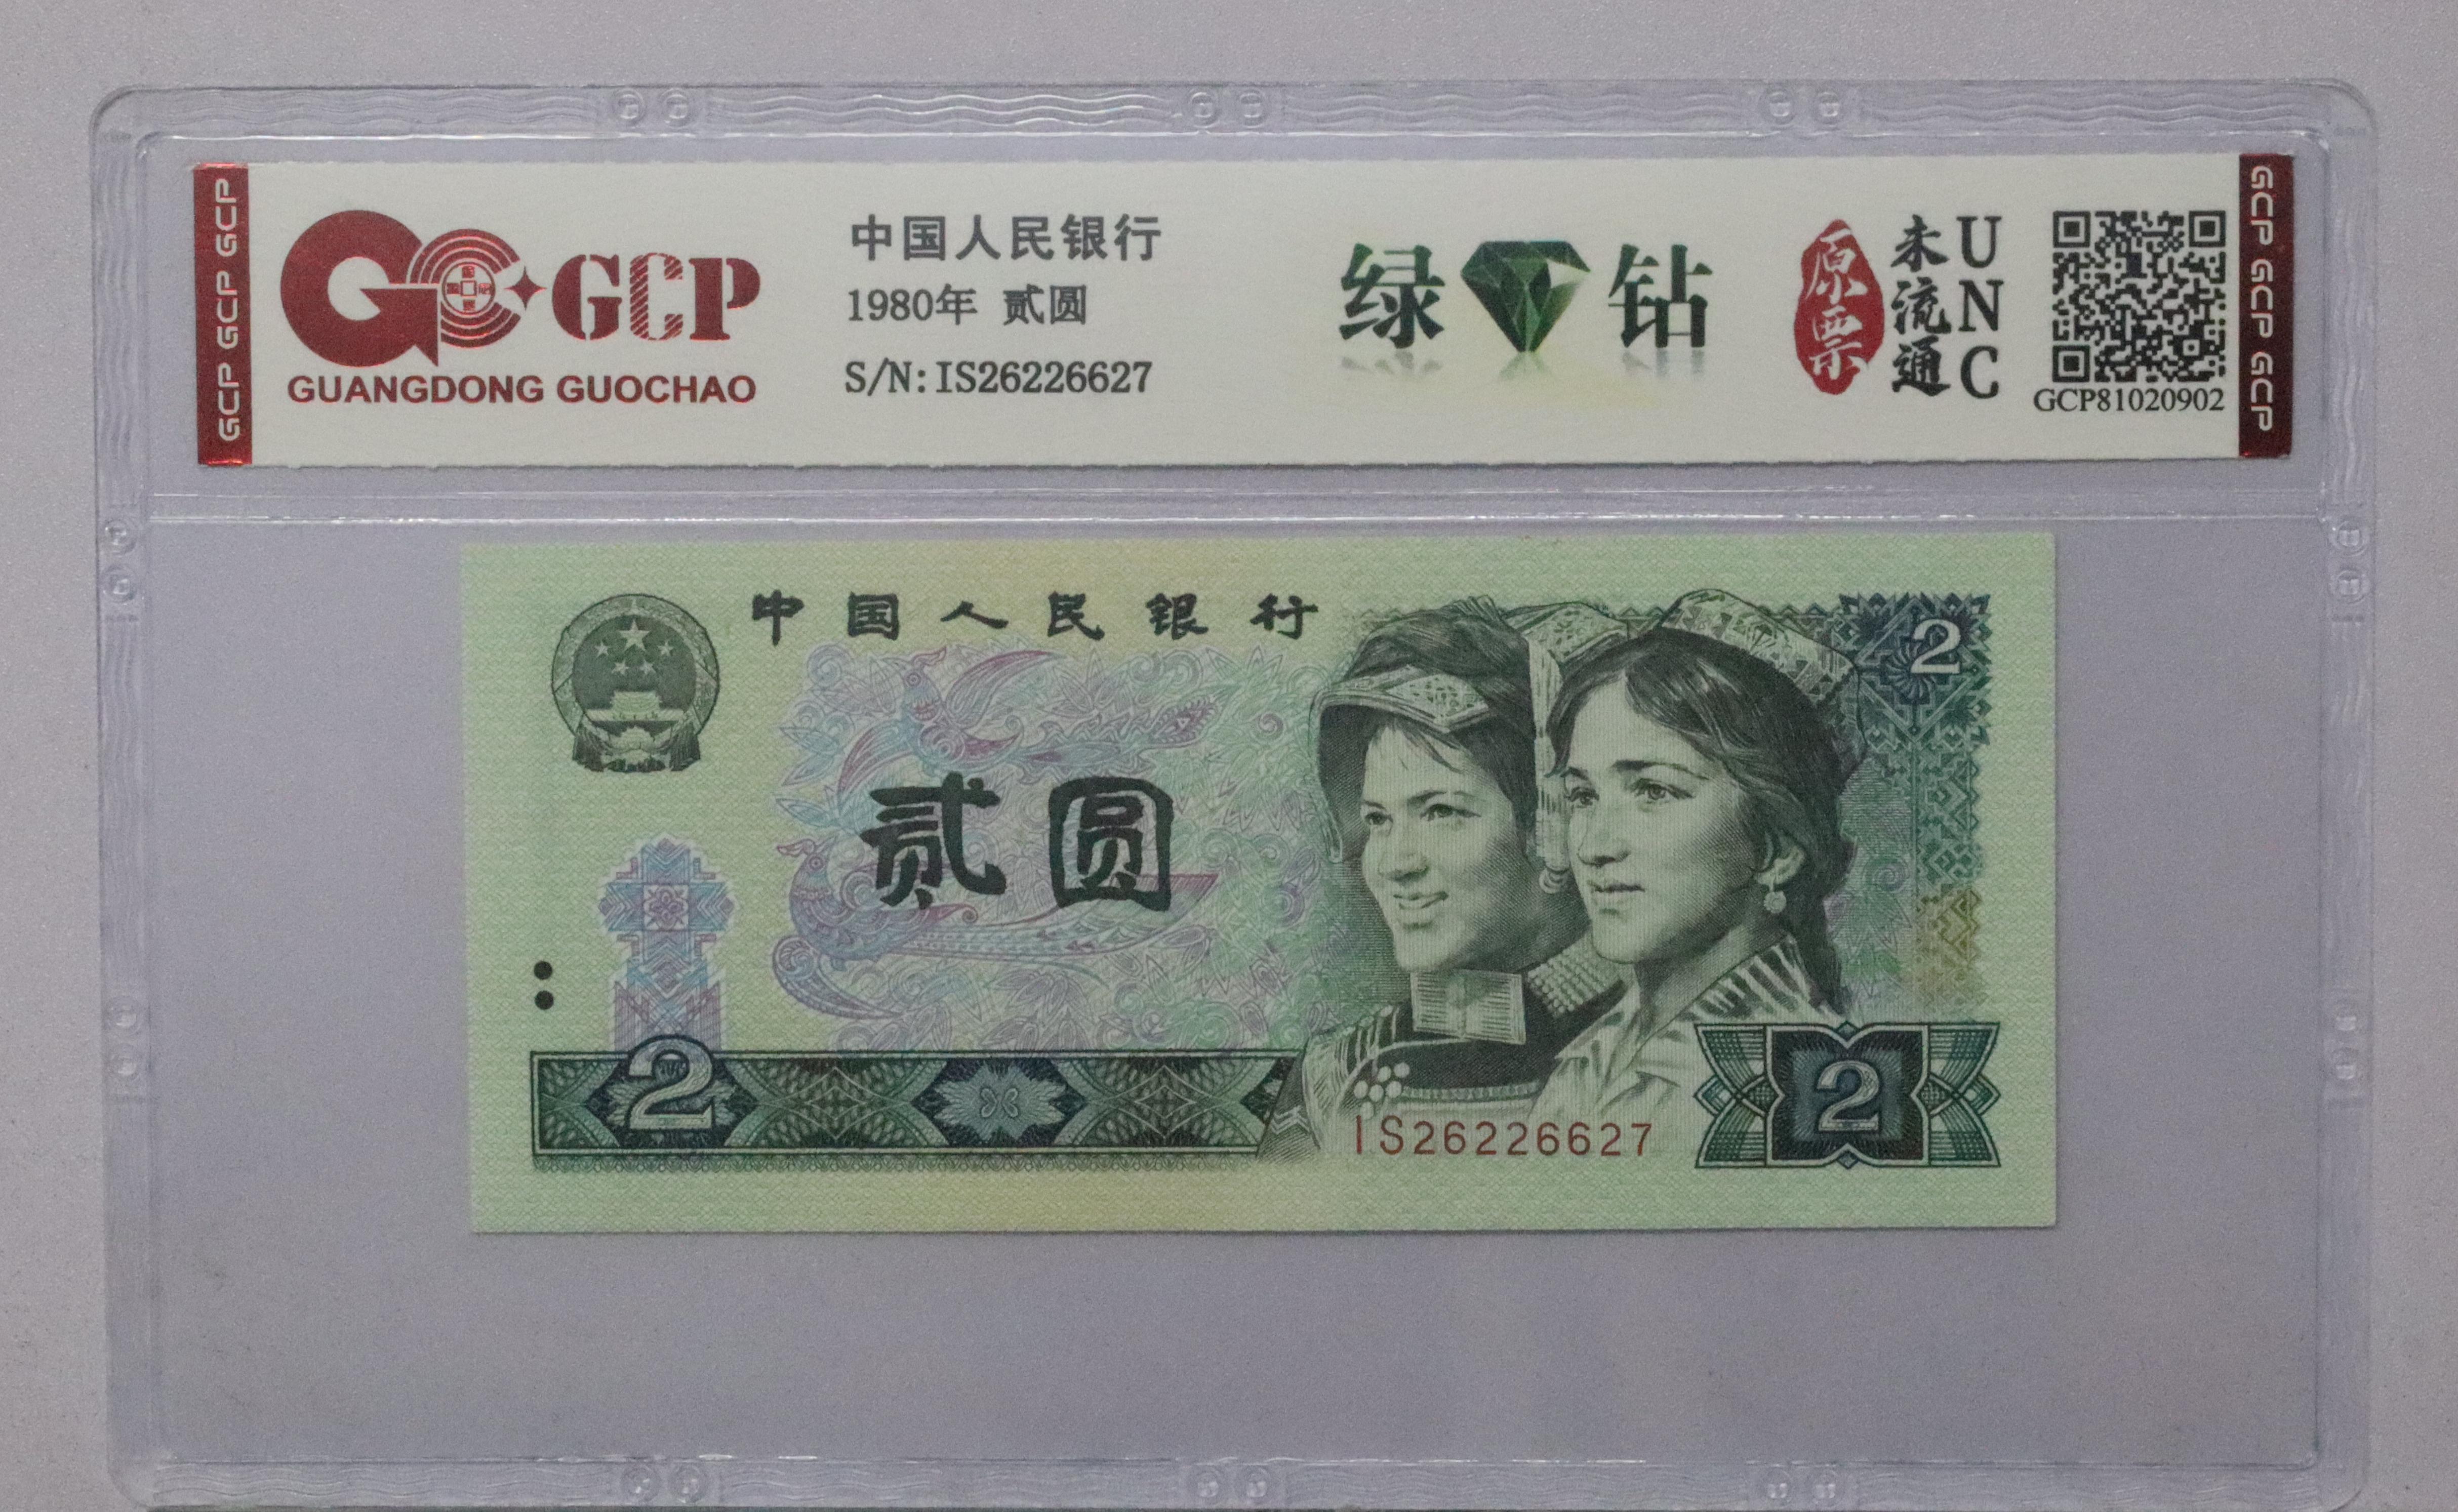 GCP GCP GCP
GCP
GUANGDONG GUOCHAO
中国人民银行
1980年 贰圆
S/N:IS26226627
绿钻
原票
未流通
UNC
GCP81020902
GCP GCP GCP
中国人民银行
2
贰圆
2
IS26226627
2